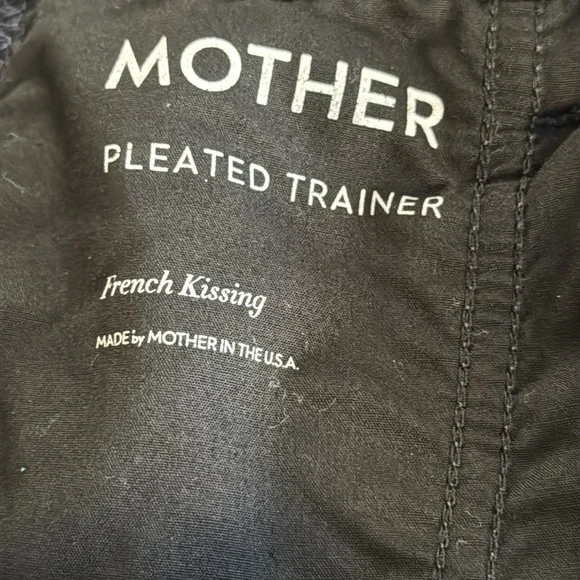 MOTHER
PLEATED TRAINER
French Kissing
MADE by MOTHER IN THE U.S.A.